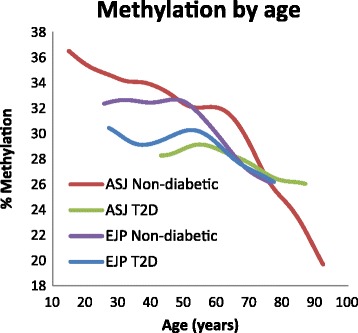 Methylation by age
38
36
34
32
30
28
26
24
22
20
18
% Methylation
ASJ Non-diabetic
ASJ T2D
EJP Non-diabetic
EJP T2D
10 20 30 40 50 60 70 80 90 100
Age (years)